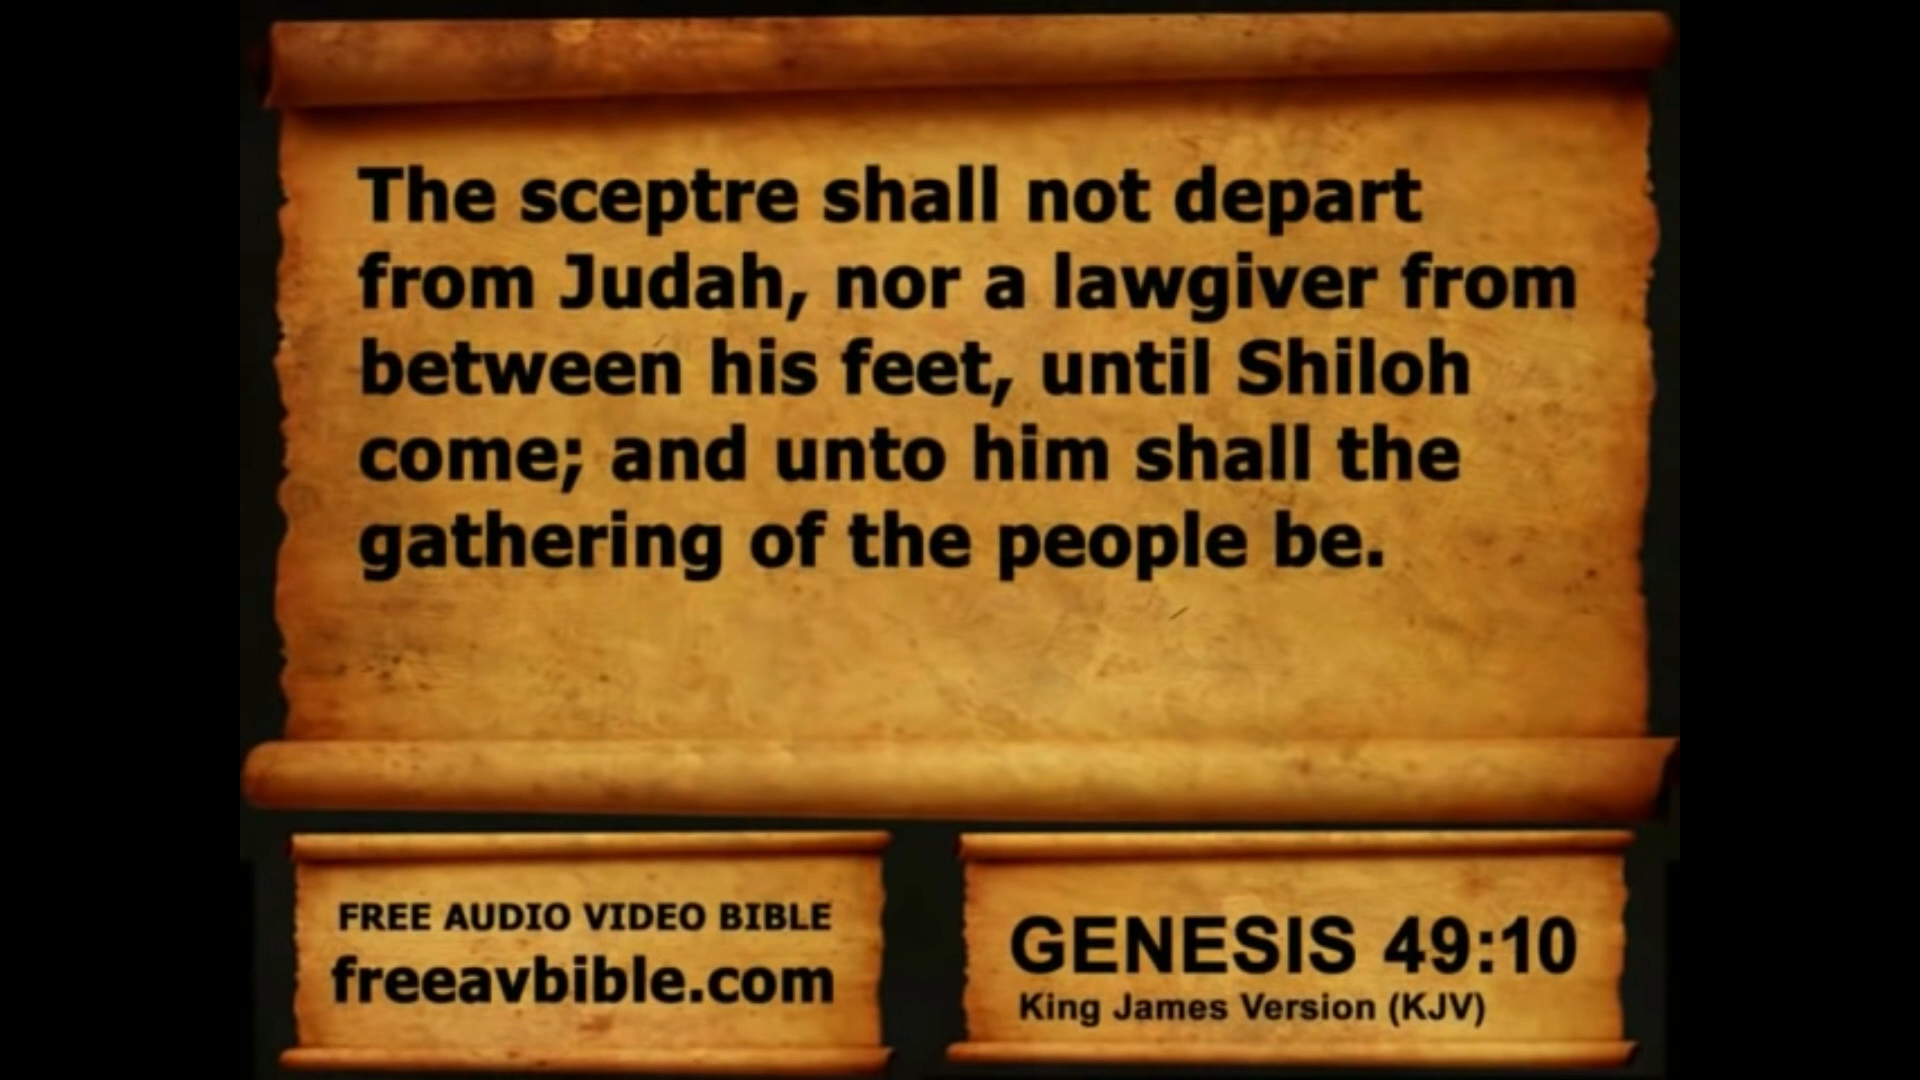 The sceptre shall not depart
from Judah, nor a lawgiver from
between his feet, until Shiloh
come; and unto him shall the
gathering of the people be.
FREE AUDIO VIDEO BIBLE
freeavbible.com
GENESIS 49:10
King James Version (KJV)